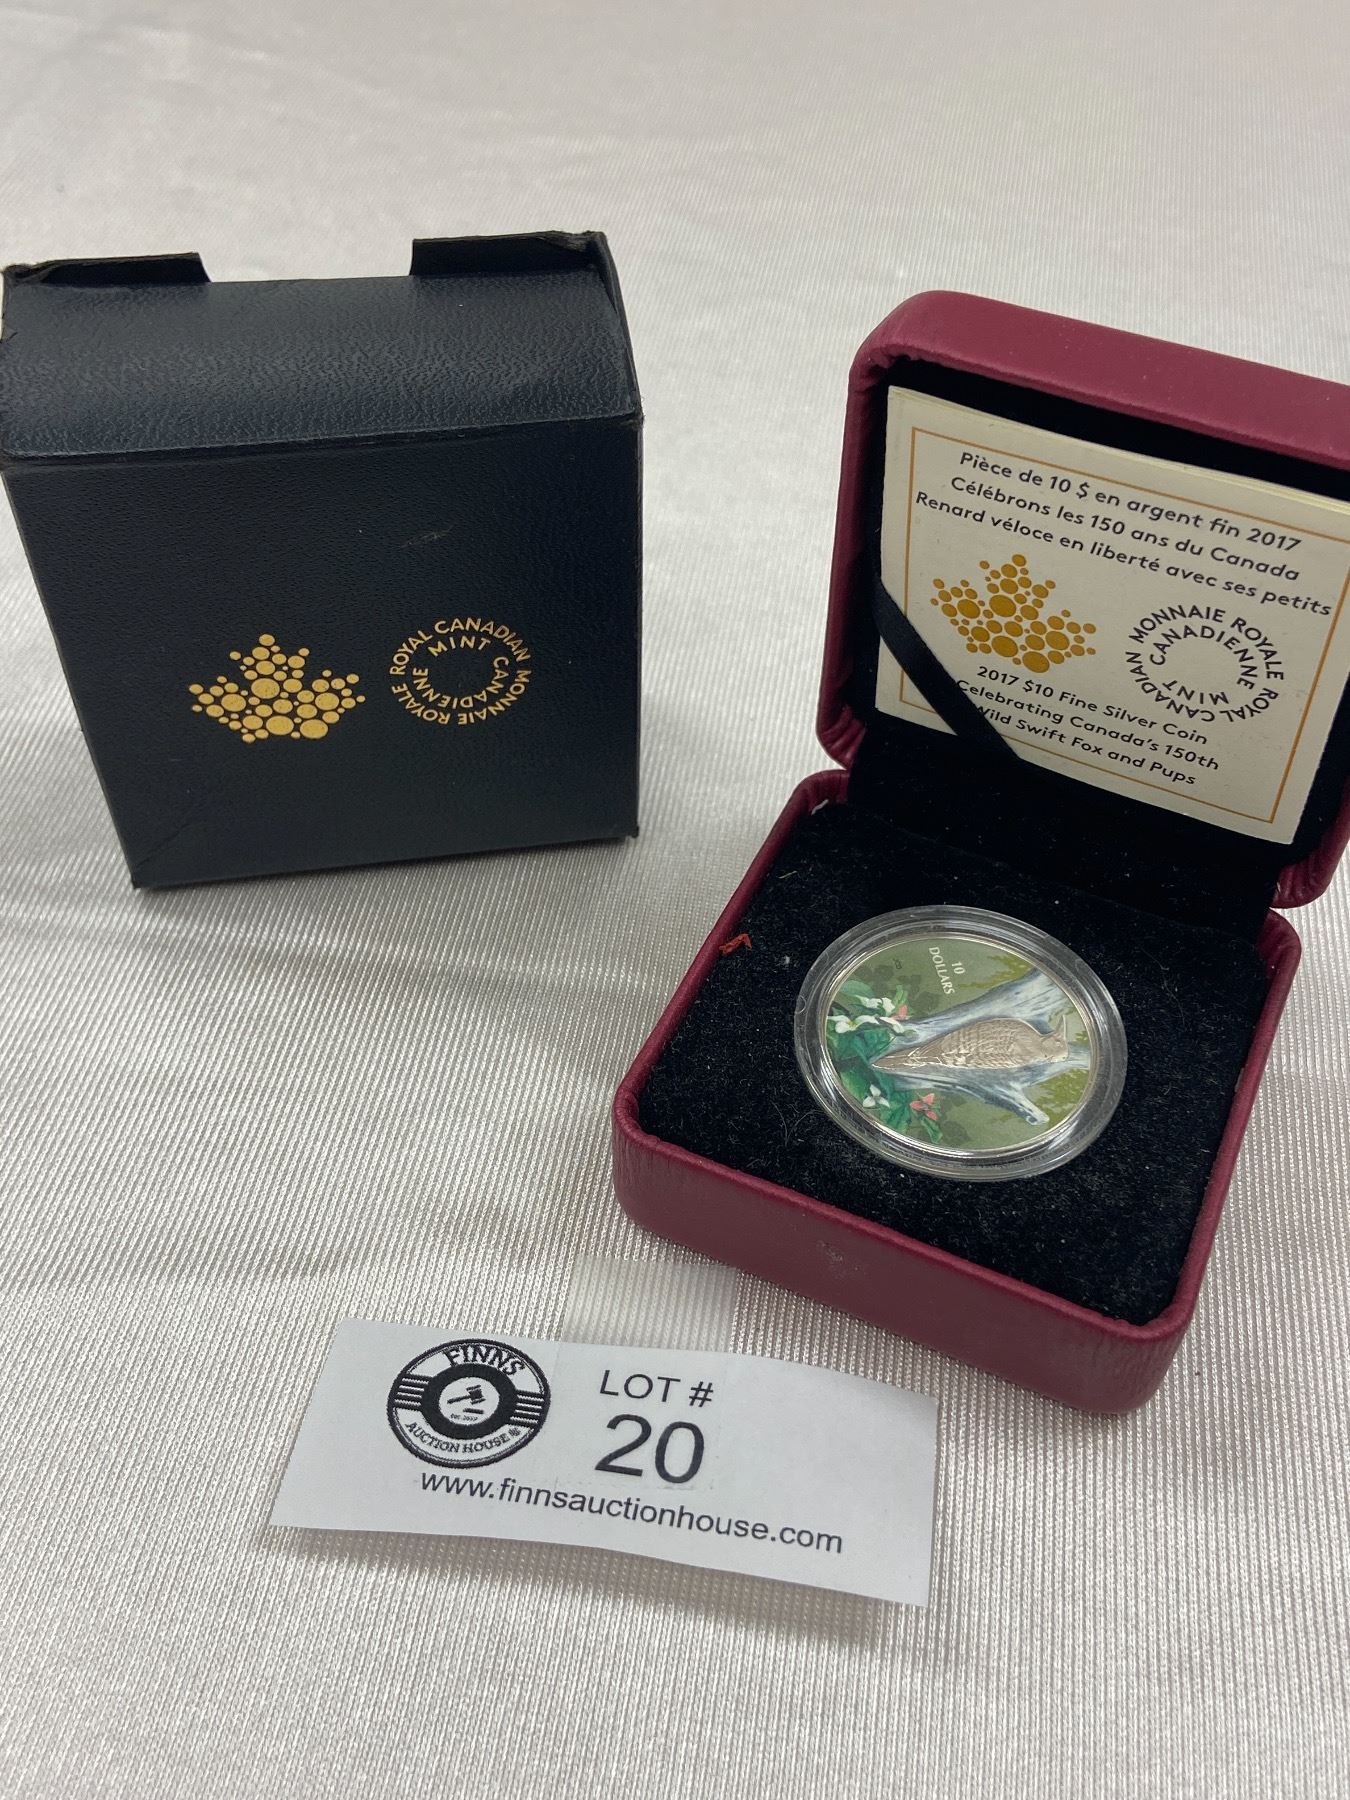 ROYAL CANADIAN MINT
MONNAIE ROYALE CANADIENNE
Pièce de 10 $ en argent fin 2017
Célébrons les 150 ans du Canada
Renard véloce en liberté avec ses petits
MONNAIE ROYALE CANADIENNE
ROYAL CANADIAN MINT
2017 $10 Fine Silver Coin
Celebrating Canada's 150th
Wild Swift Fox and Pups
10
DOLLARS
FINNS
AUCTION HOUSE
LOT #
20
www.finnsauctionhouse.com